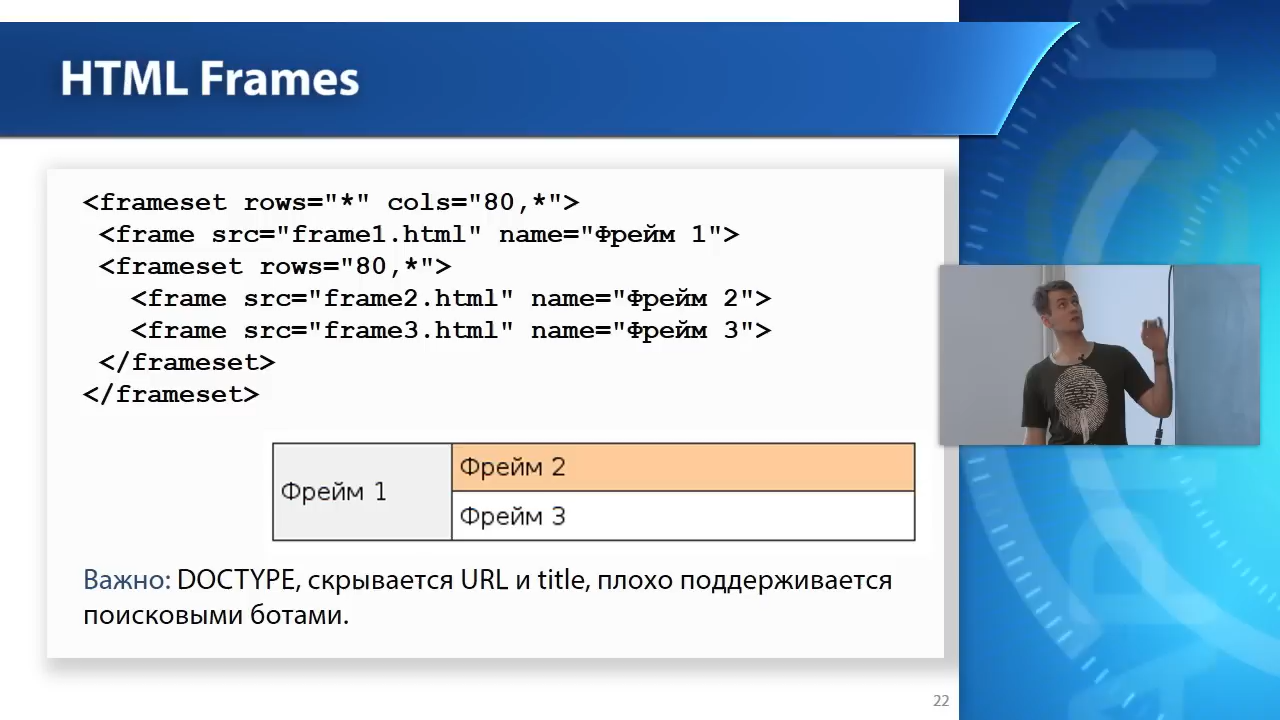 HTML Frames
<frameset rows="*" cols="80,*">
<frame src="frame1.html" name="Фрейм 1">
<frameset rows="80,*">
<frame src="frame2.html" name="Фрейм 2">
<frame src="frame3.html" name="Фрейм 3">
</frameset>
</frameset>
Фрейм 1
Фрейм 2
Фрейм 3
Важно: DOCTYPE, скрывается URL и title, плохо поддерживается
поисковыми ботами.
22